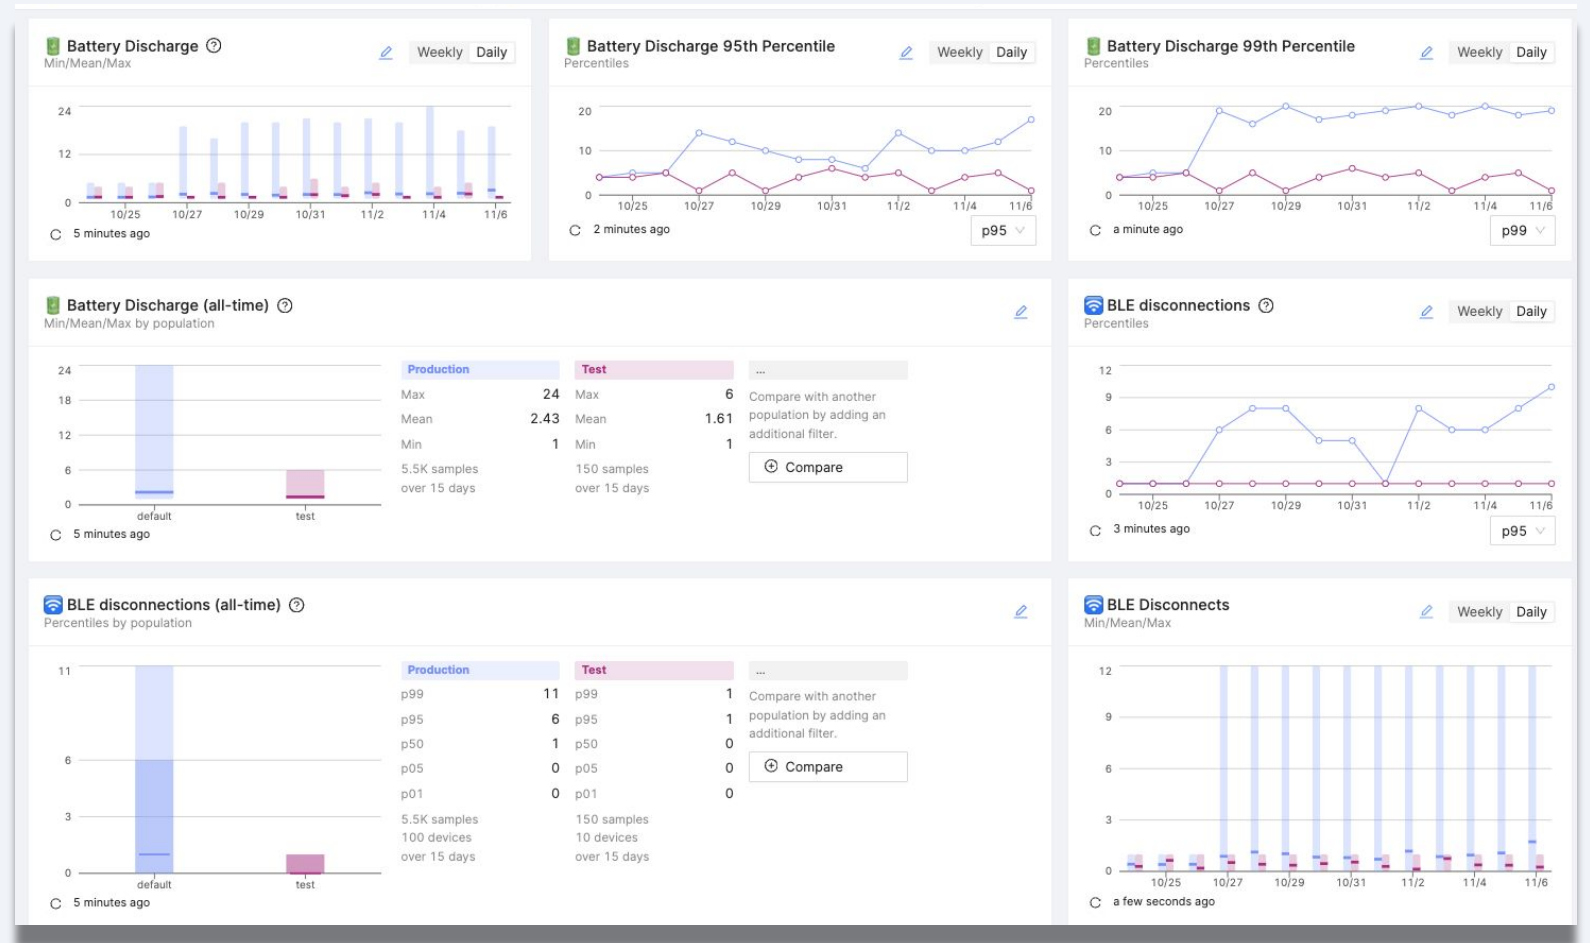 Battery Discharge
Min/Mean/Max
Weekly Daily
24
12
0
10/25 10/27 10/29 10/31 11/2 11/4 11/6
5 minutes ago
Battery Discharge 95th Percentile
Percentiles
Weekly Daily
20
10
0
10/25 10/27 10/29 10/31 11/2 11/4 11/6
2 minutes ago
p95
Battery Discharge 99th Percentile
Percentiles
Weekly Daily
20
10
0
10/25 10/27 10/29 10/31 11/2 11/4 11/6
a minute ago
p99
Battery Discharge (all-time)
Min/Mean/Max by population
24
18
12
6
0
default test
5 minutes ago
Production
Max 24
Mean 2.43
Min 1
5.5K samples
over 15 days
Test
Max 6
Mean 1.61
Min 1
150 samples
over 15 days
...
Compare with another
population by adding an
additional filter.
Compare
BLE disconnections
Percentiles
Weekly Daily
12
9
6
3
0
10/25 10/27 10/29 10/31 11/2 11/4 11/6
3 minutes ago
p95
BLE disconnections (all-time)
Percentiles by population
11
6
3
0
default test
5 minutes ago
Production
p99 11
p95 6
p50 1
p05 0
p01 0
5.5K samples
100 devices
over 15 days
Test
p99 1
p95 1
p50 0
p05 0
p01 0
150 samples
10 devices
over 15 days
...
Compare with another
population by adding an
additional filter.
Compare
BLE Disconnects
Min/Mean/Max
Weekly Daily
12
9
6
3
0
10/25 10/27 10/29 10/31 11/2 11/4 11/6
a few seconds ago